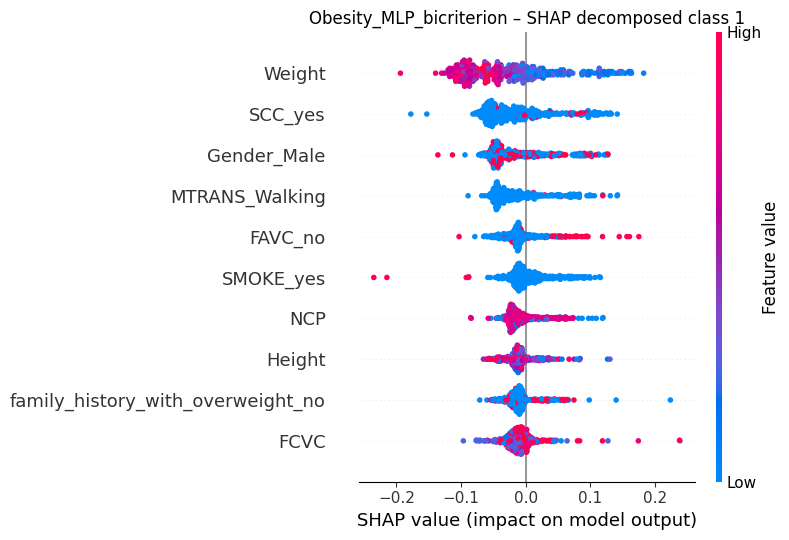 Obesity_MLP_bicriterion – SHAP decomposed class 1
High
Weight
SCC_yes
Gender_Male
MTRANS_Walking
FAVC_no
SMOKE_yes
NCP
Height
family_history_with_overweight_no
FCVC
Feature value
Low
−0.2 −0.1 0.0 0.1 0.2
SHAP value (impact on model output)